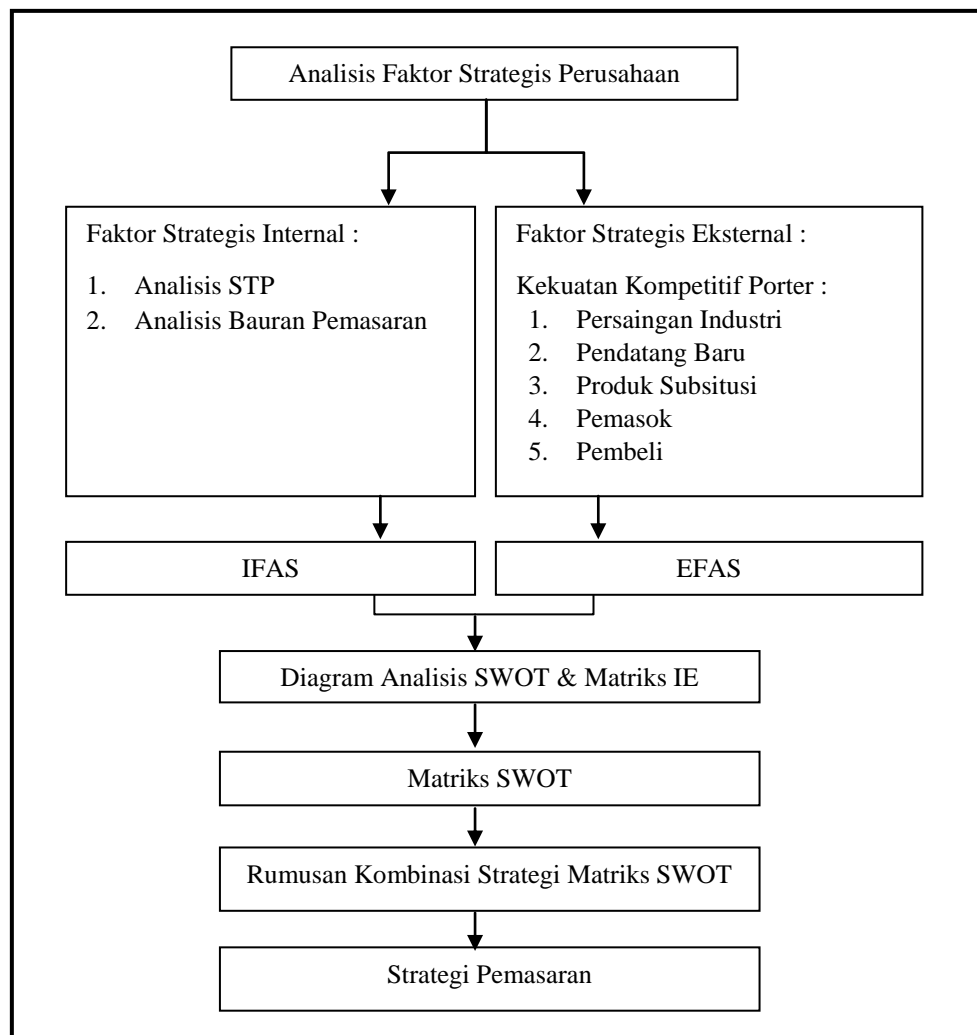 Analisis Faktor Strategis Perusahaan
Faktor Strategis Internal :
1. Analisis STP
2. Analisis Bauran Pemasaran
Faktor Strategis Eksternal :
Kekuatan Kompetitif Porter :
1. Persaingan Industri
2. Pendatang Baru
3. Produk Subsitusi
4. Pemasok
5. Pembeli
IFAS
EFAS
Diagram Analisis SWOT & Matriks IE
Matriks SWOT
Rumusan Kombinasi Strategi Matriks SWOT
Strategi Pemasaran